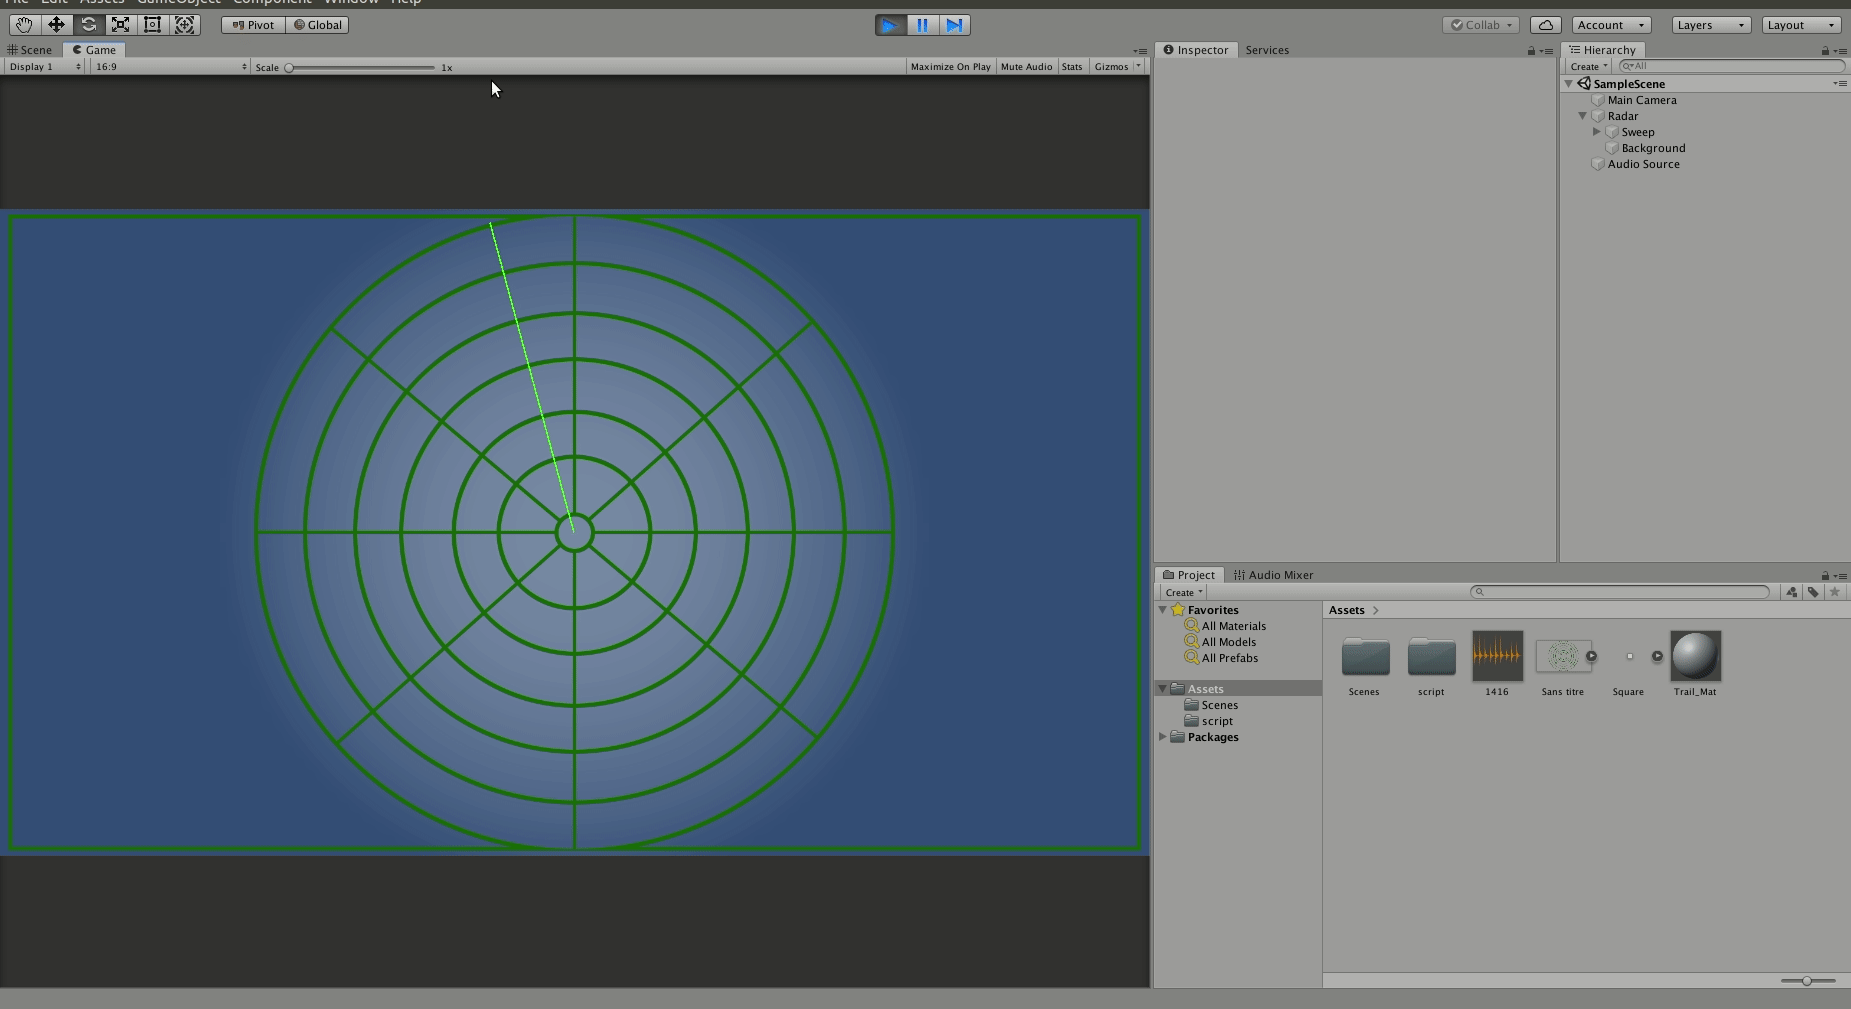 File Edit Assets GameObject Component Window Help
Pivot Global Collab Account Layers Layout
Scene Game
Display 1 16:9 Scale 1x Maximize On Play Mute Audio Stats Gizmos
Inspector Services
Hierarchy
Create All
SampleScene
Main Camera
Radar
Sweep
Background
Audio Source
Project Audio Mixer
Create
Favorites
All Materials
All Models
All Prefabs
Assets
Scenes
script
Packages
Assets
Scenes script 1416 Sans titre Square Trail_Mat